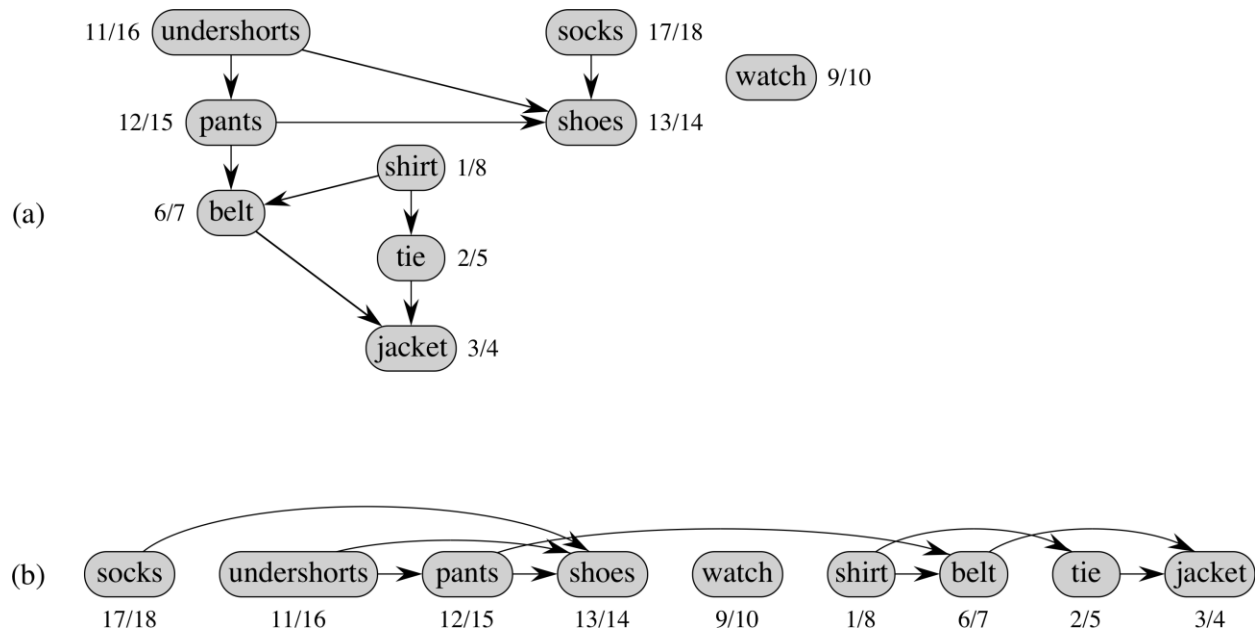 11/16 undershorts socks 17/18
watch 9/10
12/15 pants shoes 13/14
shirt 1/8
(a) 6/7 belt
tie 2/5
jacket 3/4
(b) socks undershorts pants shoes watch shirt belt tie jacket
17/18 11/16 12/15 13/14 9/10 1/8 6/7 2/5 3/4